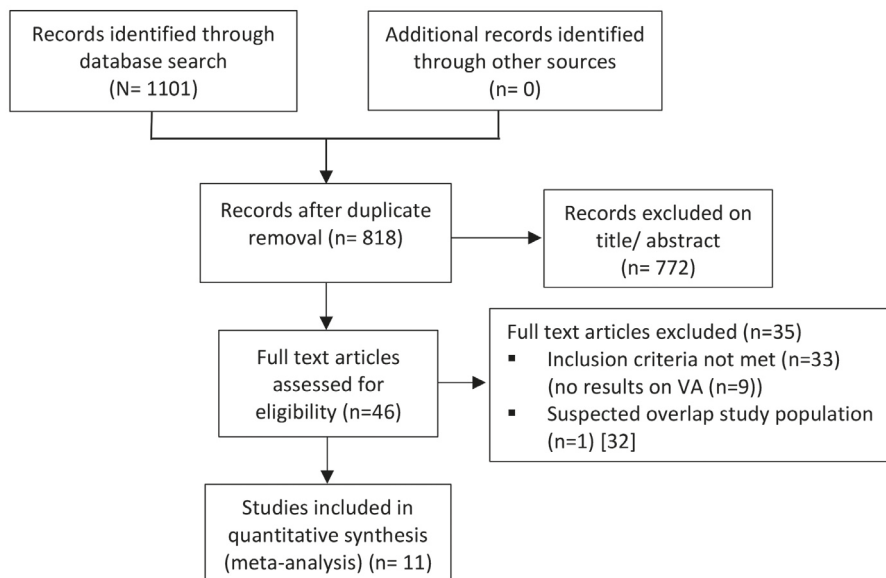 Records identified through
database search
(N= 1101)
Additional records identified
through other sources
(n= 0)
Records after duplicate
removal (n= 818)
Records excluded on
title/ abstract
(n= 772)
Full text articles
assessed for
eligibility (n=46)
Full text articles excluded (n=35)
▪ Inclusion criteria not met (n=33)
(no results on VA (n=9))
▪ Suspected overlap study population
(n=1) [32]
Studies included in
quantitative synthesis
(meta-analysis) (n= 11)